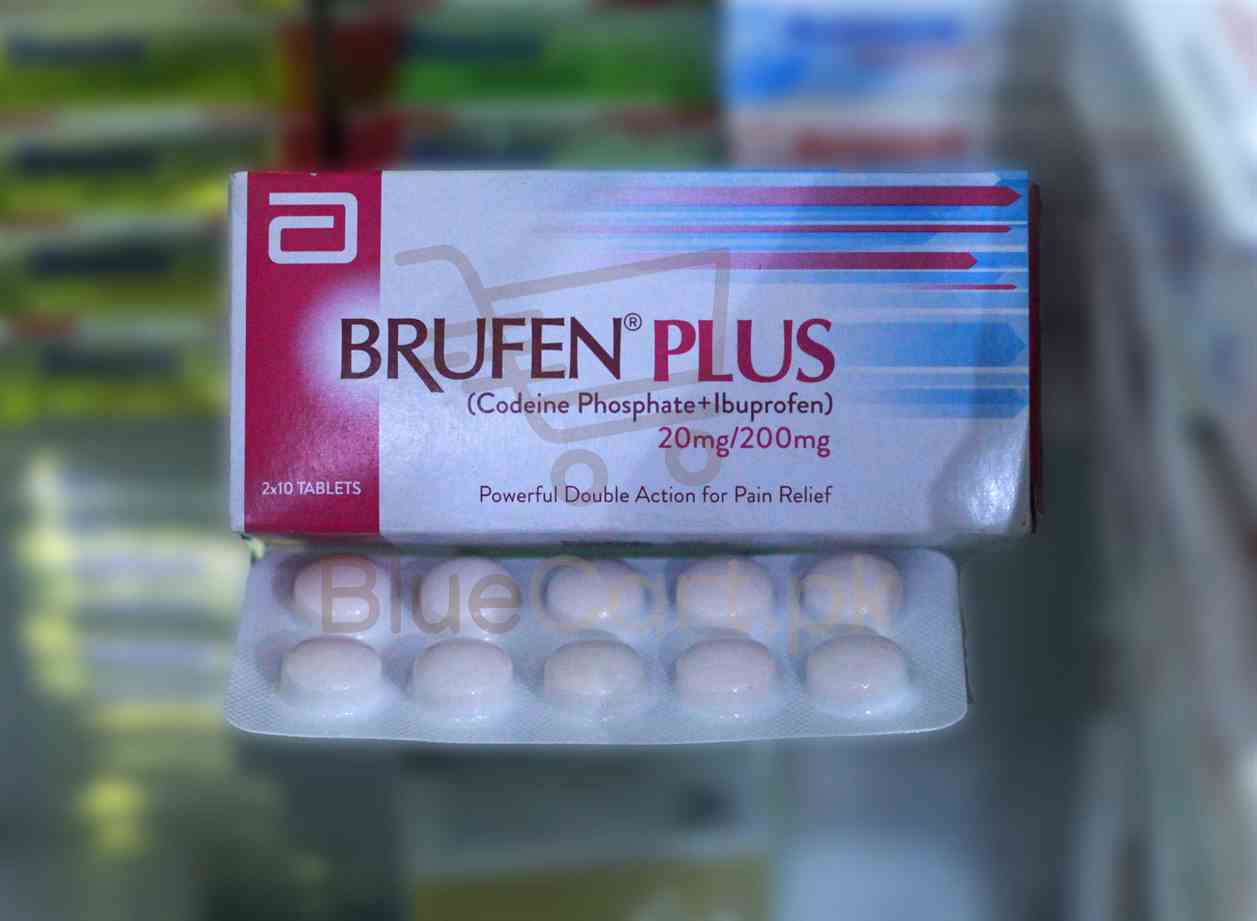 BRUFEN® PLUS
(Codeine Phosphate+Ibuprofen)
20mg/200mg
2x10 TABLETS
Powerful Double Action for Pain Relief
BlueCart.pk